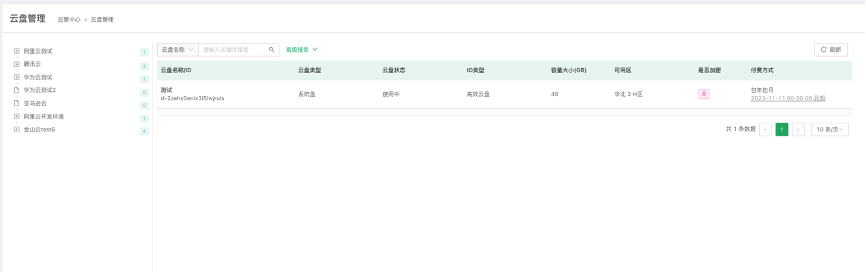 云盘管理 云管中心 > 云盘管理
阿里云测试 1
腾讯云 3
华为云测试 1
华为云测试2 0
亚马逊云 0
阿里云开发环境 1
金山云test6 4
云盘名称 请输入关键字搜索 高级搜索 刷新
云盘名称/ID 云盘类型 云盘状态 IO类型 容量大小(GB) 可用区 是否加密 付费方式
测试 系统盘 使用中 高效云盘 40 华北 2 H区 否 包年包月
2023-11-11 00:00:00 到期
共 1 条数据 < 1 > 10 条/页